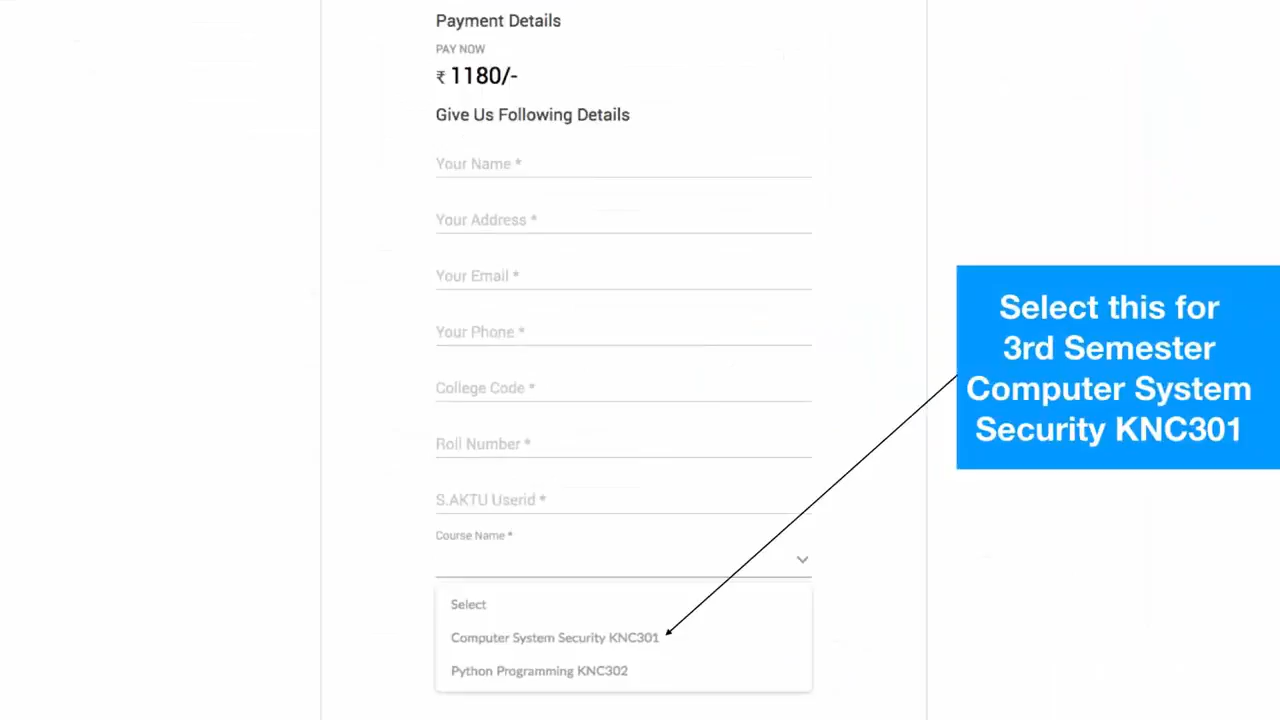 Payment Details
PAY NOW
₹ 1180/-
Give Us Following Details
Your Name *
Your Address *
Your Email *
Your Phone *
College Code *
Roll Number *
S.AKTU Userid *
Course Name *
Select
Computer System Security KNC301
Python Programming KNC302
Select this for
3rd Semester
Computer System
Security KNC301